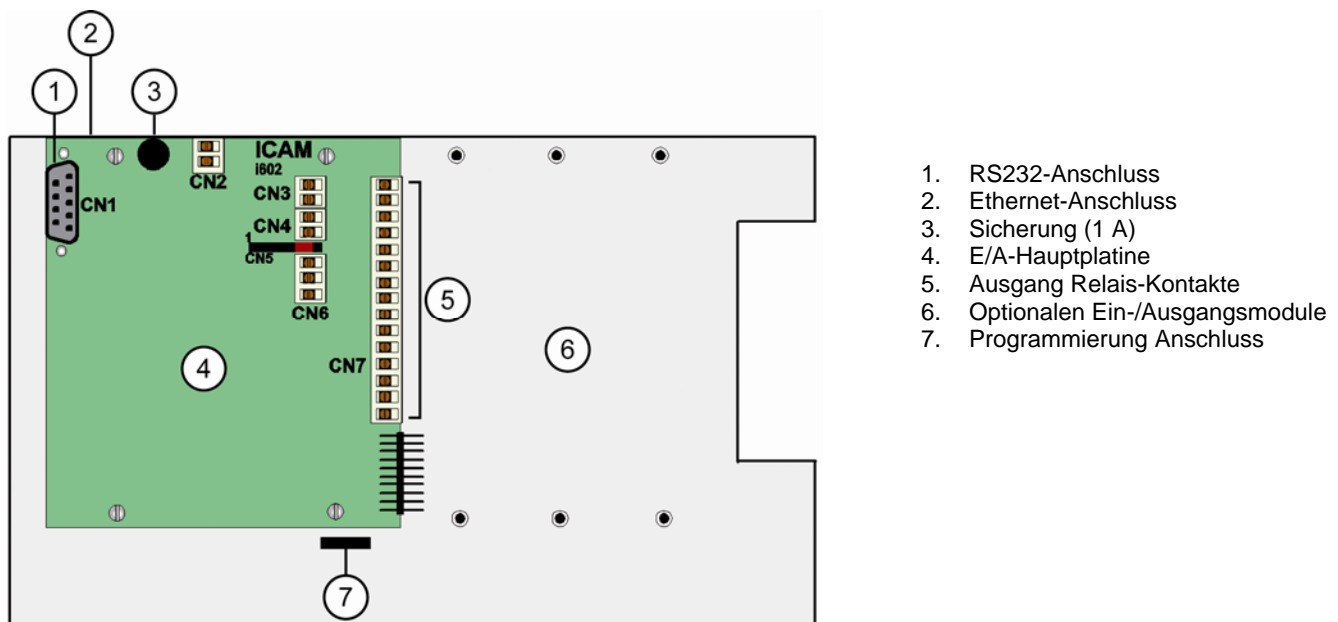 2
1
3
ICAM
i602
CN2
CN1
CN3
CN4
1
CN5
CN6
5
6
4
CN7
7
1. RS232-Anschluss
2. Ethernet-Anschluss
3. Sicherung (1 A)
4. E/A-Hauptplatine
5. Ausgang Relais-Kontakte
6. Optionalen Ein-/Ausgangsmodule
7. Programmierung Anschluss